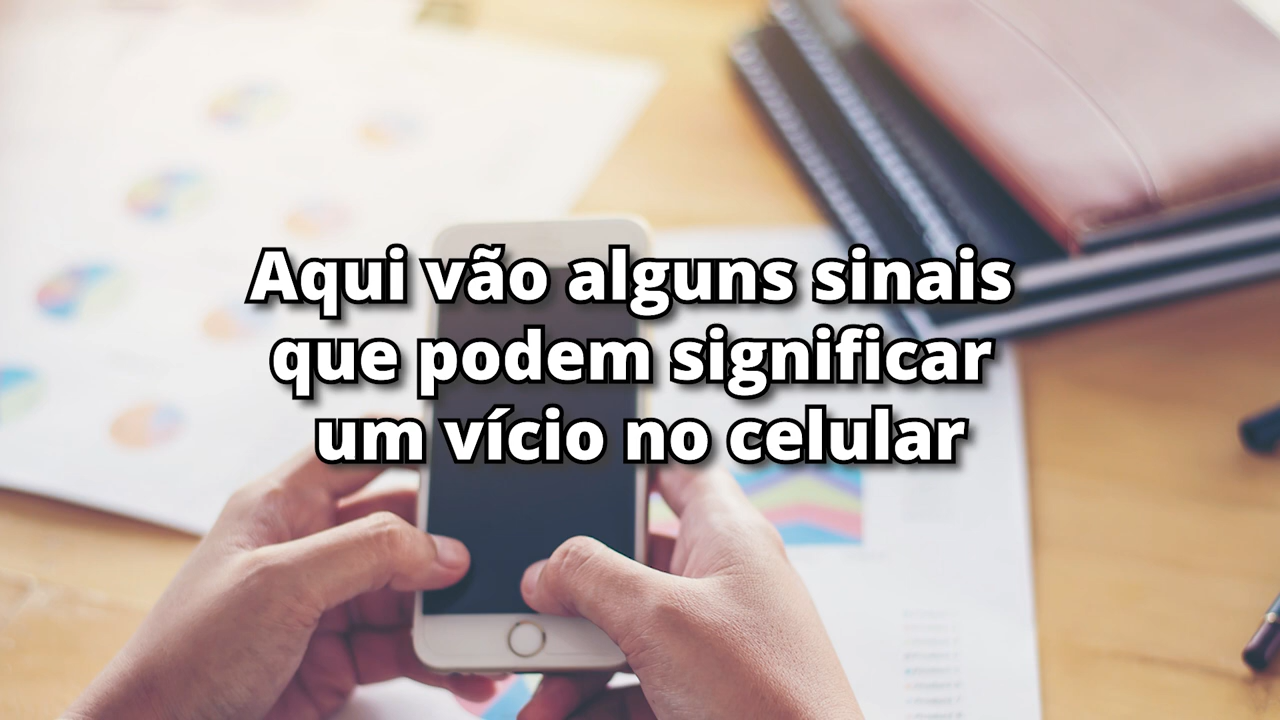 Aqui vão alguns sinais
que podem significar
um vício no celular